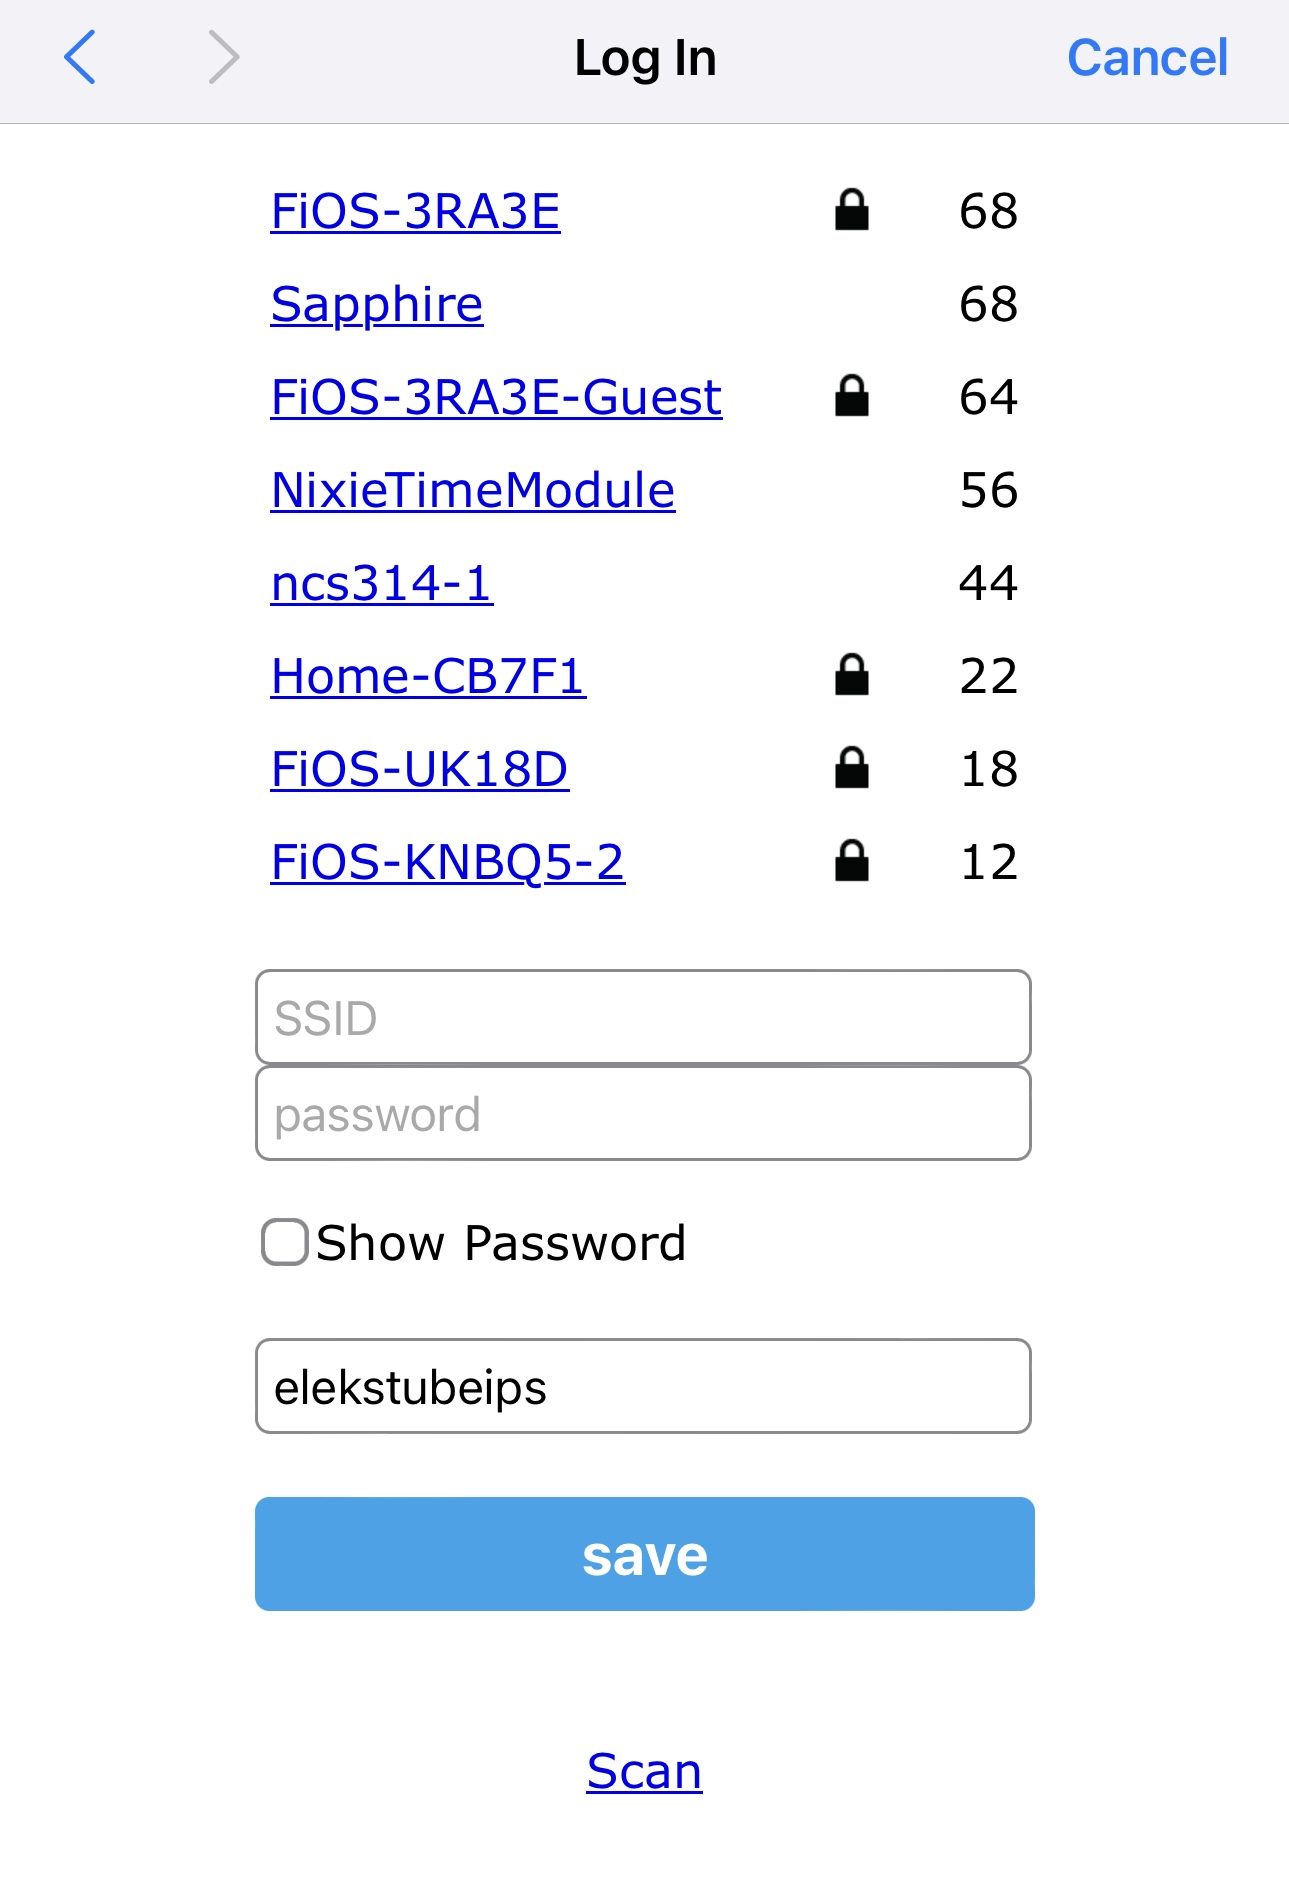 Log In Cancel
FiOS-3RA3E 68
Sapphire 68
FiOS-3RA3E-Guest 64
NixieTimeModule 56
ncs314-1 44
Home-CB7F1 22
FiOS-UK18D 18
FiOS-KNBQ5-2 12
SSID
password
Show Password
elekstubeips
save
Scan